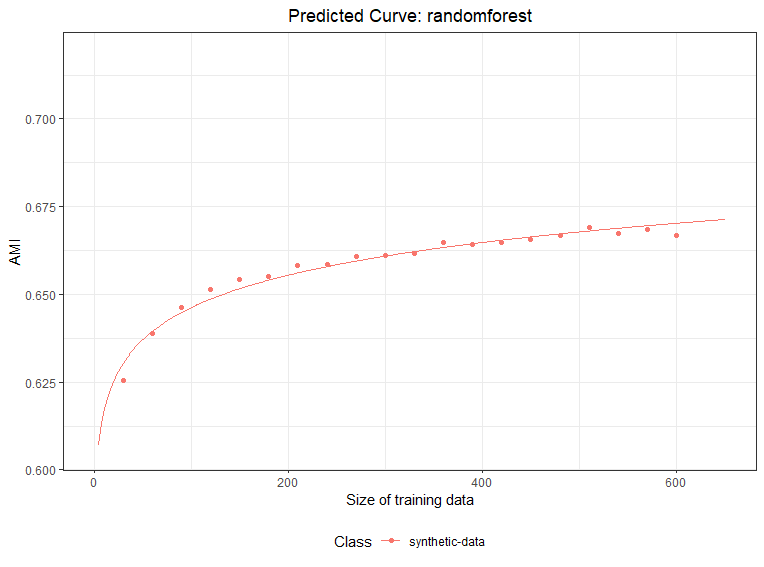 Predicted Curve: randomforest
AMI
0.700
0.675
0.650
0.625
0.600
0 200 400 600
Size of training data
Class synthetic-data